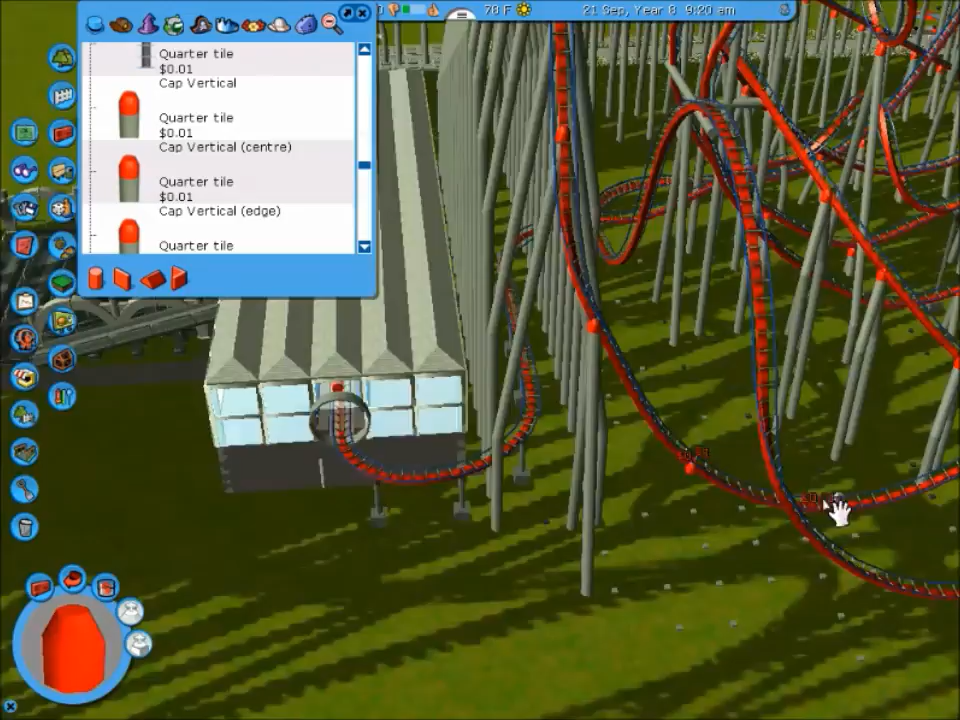 78 F
21 Sep, Year 8 9:20 am
Quarter tile
$0.01
Cap Vertical
Quarter tile
$0.01
Cap Vertical (centre)
Quarter tile
$0.01
Cap Vertical (edge)
Quarter tile